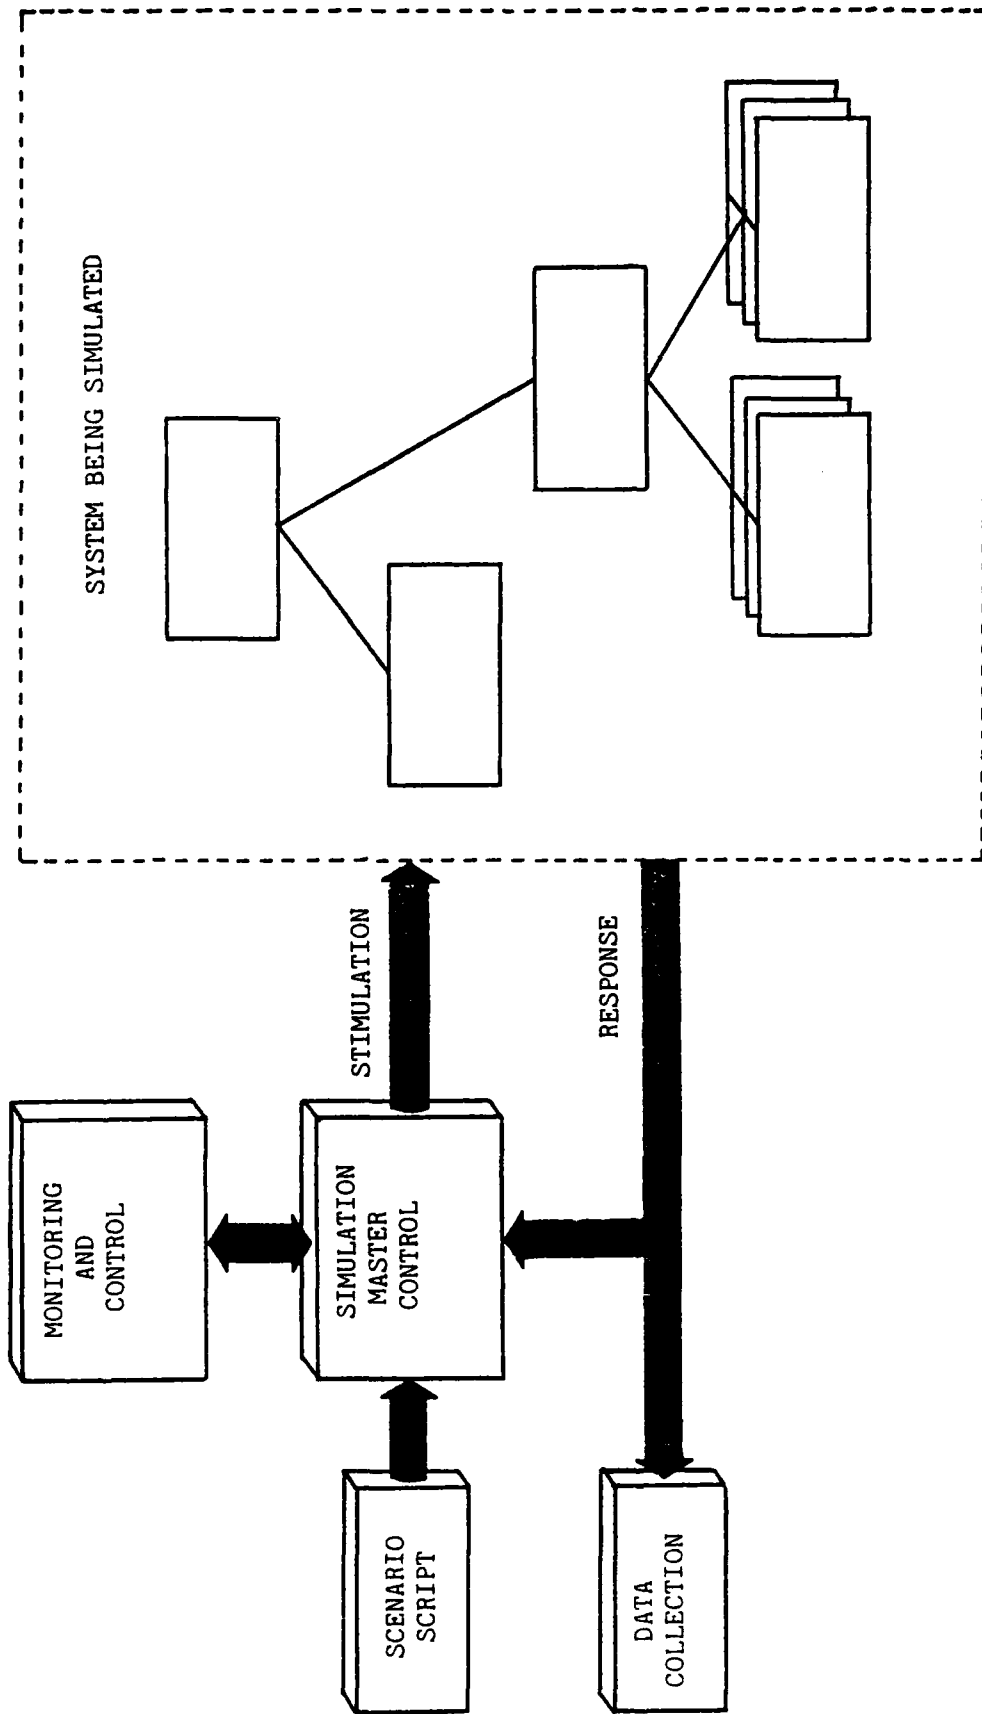 SYSTEM BEING SIMULATED
MONITORING
AND
CONTROL
STIMULATION
SIMULATION
MASTER
CONTROL
SCENARIO
SCRIPT
RESPONSE
DATA
COLLECTION